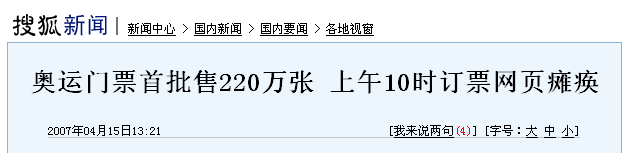 搜狐新闻 | 新闻中心 > 国内新闻 > 国内要闻 > 各地视窗
奥运门票首批售220万张 上午10时订票网页瘫痪
2007年04月15日13:21 [我来说两句(4)] [字号：大 中 小]